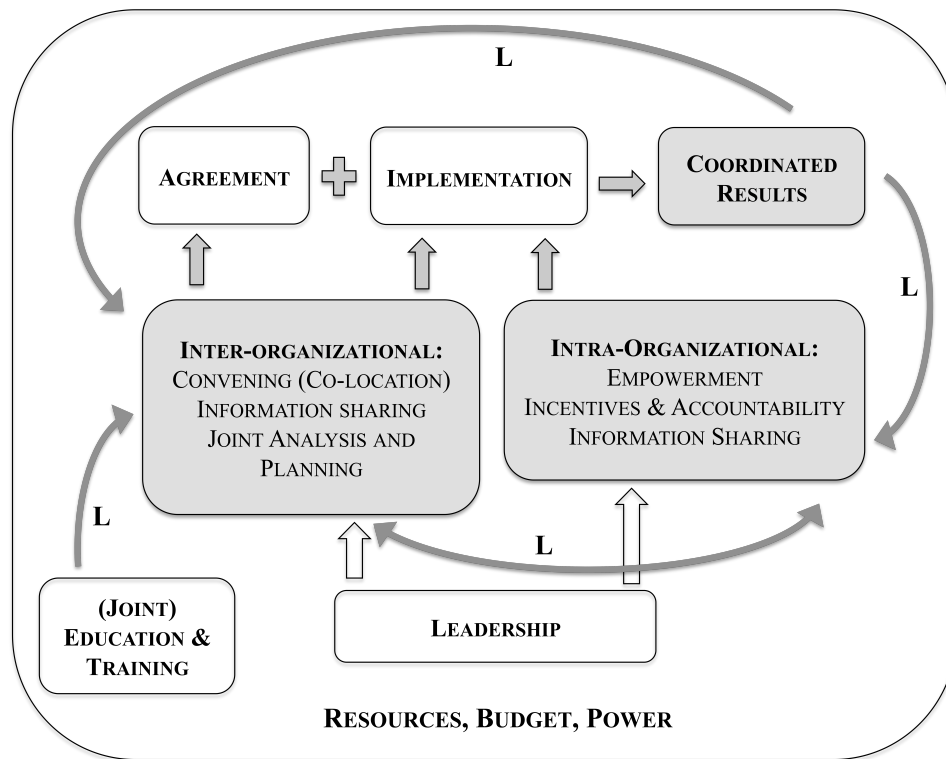 L
AGREEMENT
IMPLEMENTATION
COORDINATED
RESULTS
L
INTER-ORGANIZATIONAL:
CONVENING (CO-LOCATION)
INFORMATION SHARING
JOINT ANALYSIS AND
PLANNING
INTRA-ORGANIZATIONAL:
EMPOWERMENT
INCENTIVES & ACCOUNTABILITY
INFORMATION SHARING
L
L
(JOINT)
EDUCATION &
TRAINING
LEADERSHIP
RESOURCES, BUDGET, POWER